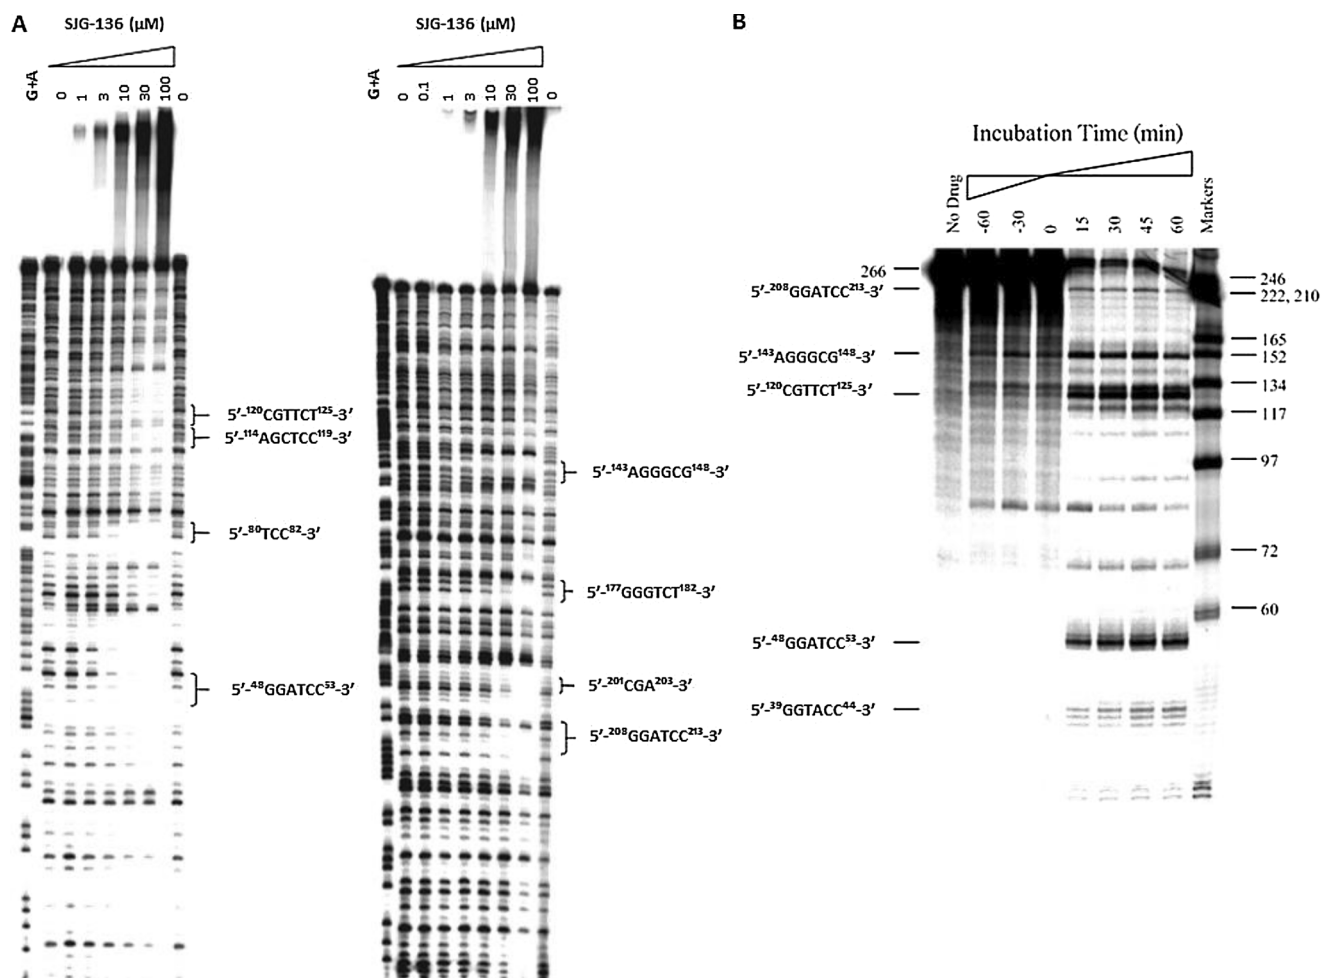 A
SJG-136 (µM)
G+A
0
1
3
10
30
100
0
5′-¹²⁰CGTTCT¹²⁵-3′
5′-¹¹⁴AGCTCC¹¹⁹-3′
5′-⁸⁰TCC⁸²-3′
5′-⁴⁸GGATCC⁵³-3′
SJG-136 (µM)
G+A
0
0.1
1
3
10
30
100
0
5′-¹⁴³AGGGCG¹⁴⁸-3′
5′-¹⁷⁷GGGTCT¹⁸²-3′
5′-²⁰¹CGA²⁰³-3′
5′-²⁰⁸GGATCC²¹³-3′
B
Incubation Time (min)
No Drug
-60
-30
0
15
30
45
60
Markers
266
5′-²⁰⁸GGATCC²¹³-3′
5′-¹⁴³AGGGCG¹⁴⁸-3′
5′-¹²⁰CGTTCT¹²⁵-3′
5′-⁴⁸GGATCC⁵³-3′
5′-³⁹GGTACC⁴⁴-3′
246
222, 210
165
152
134
117
97
72
60